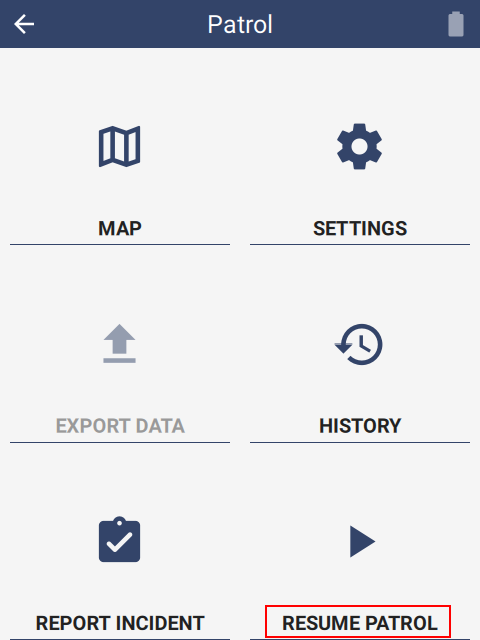 Patrol
MAP
SETTINGS
EXPORT DATA
HISTORY
REPORT INCIDENT
RESUME PATROL